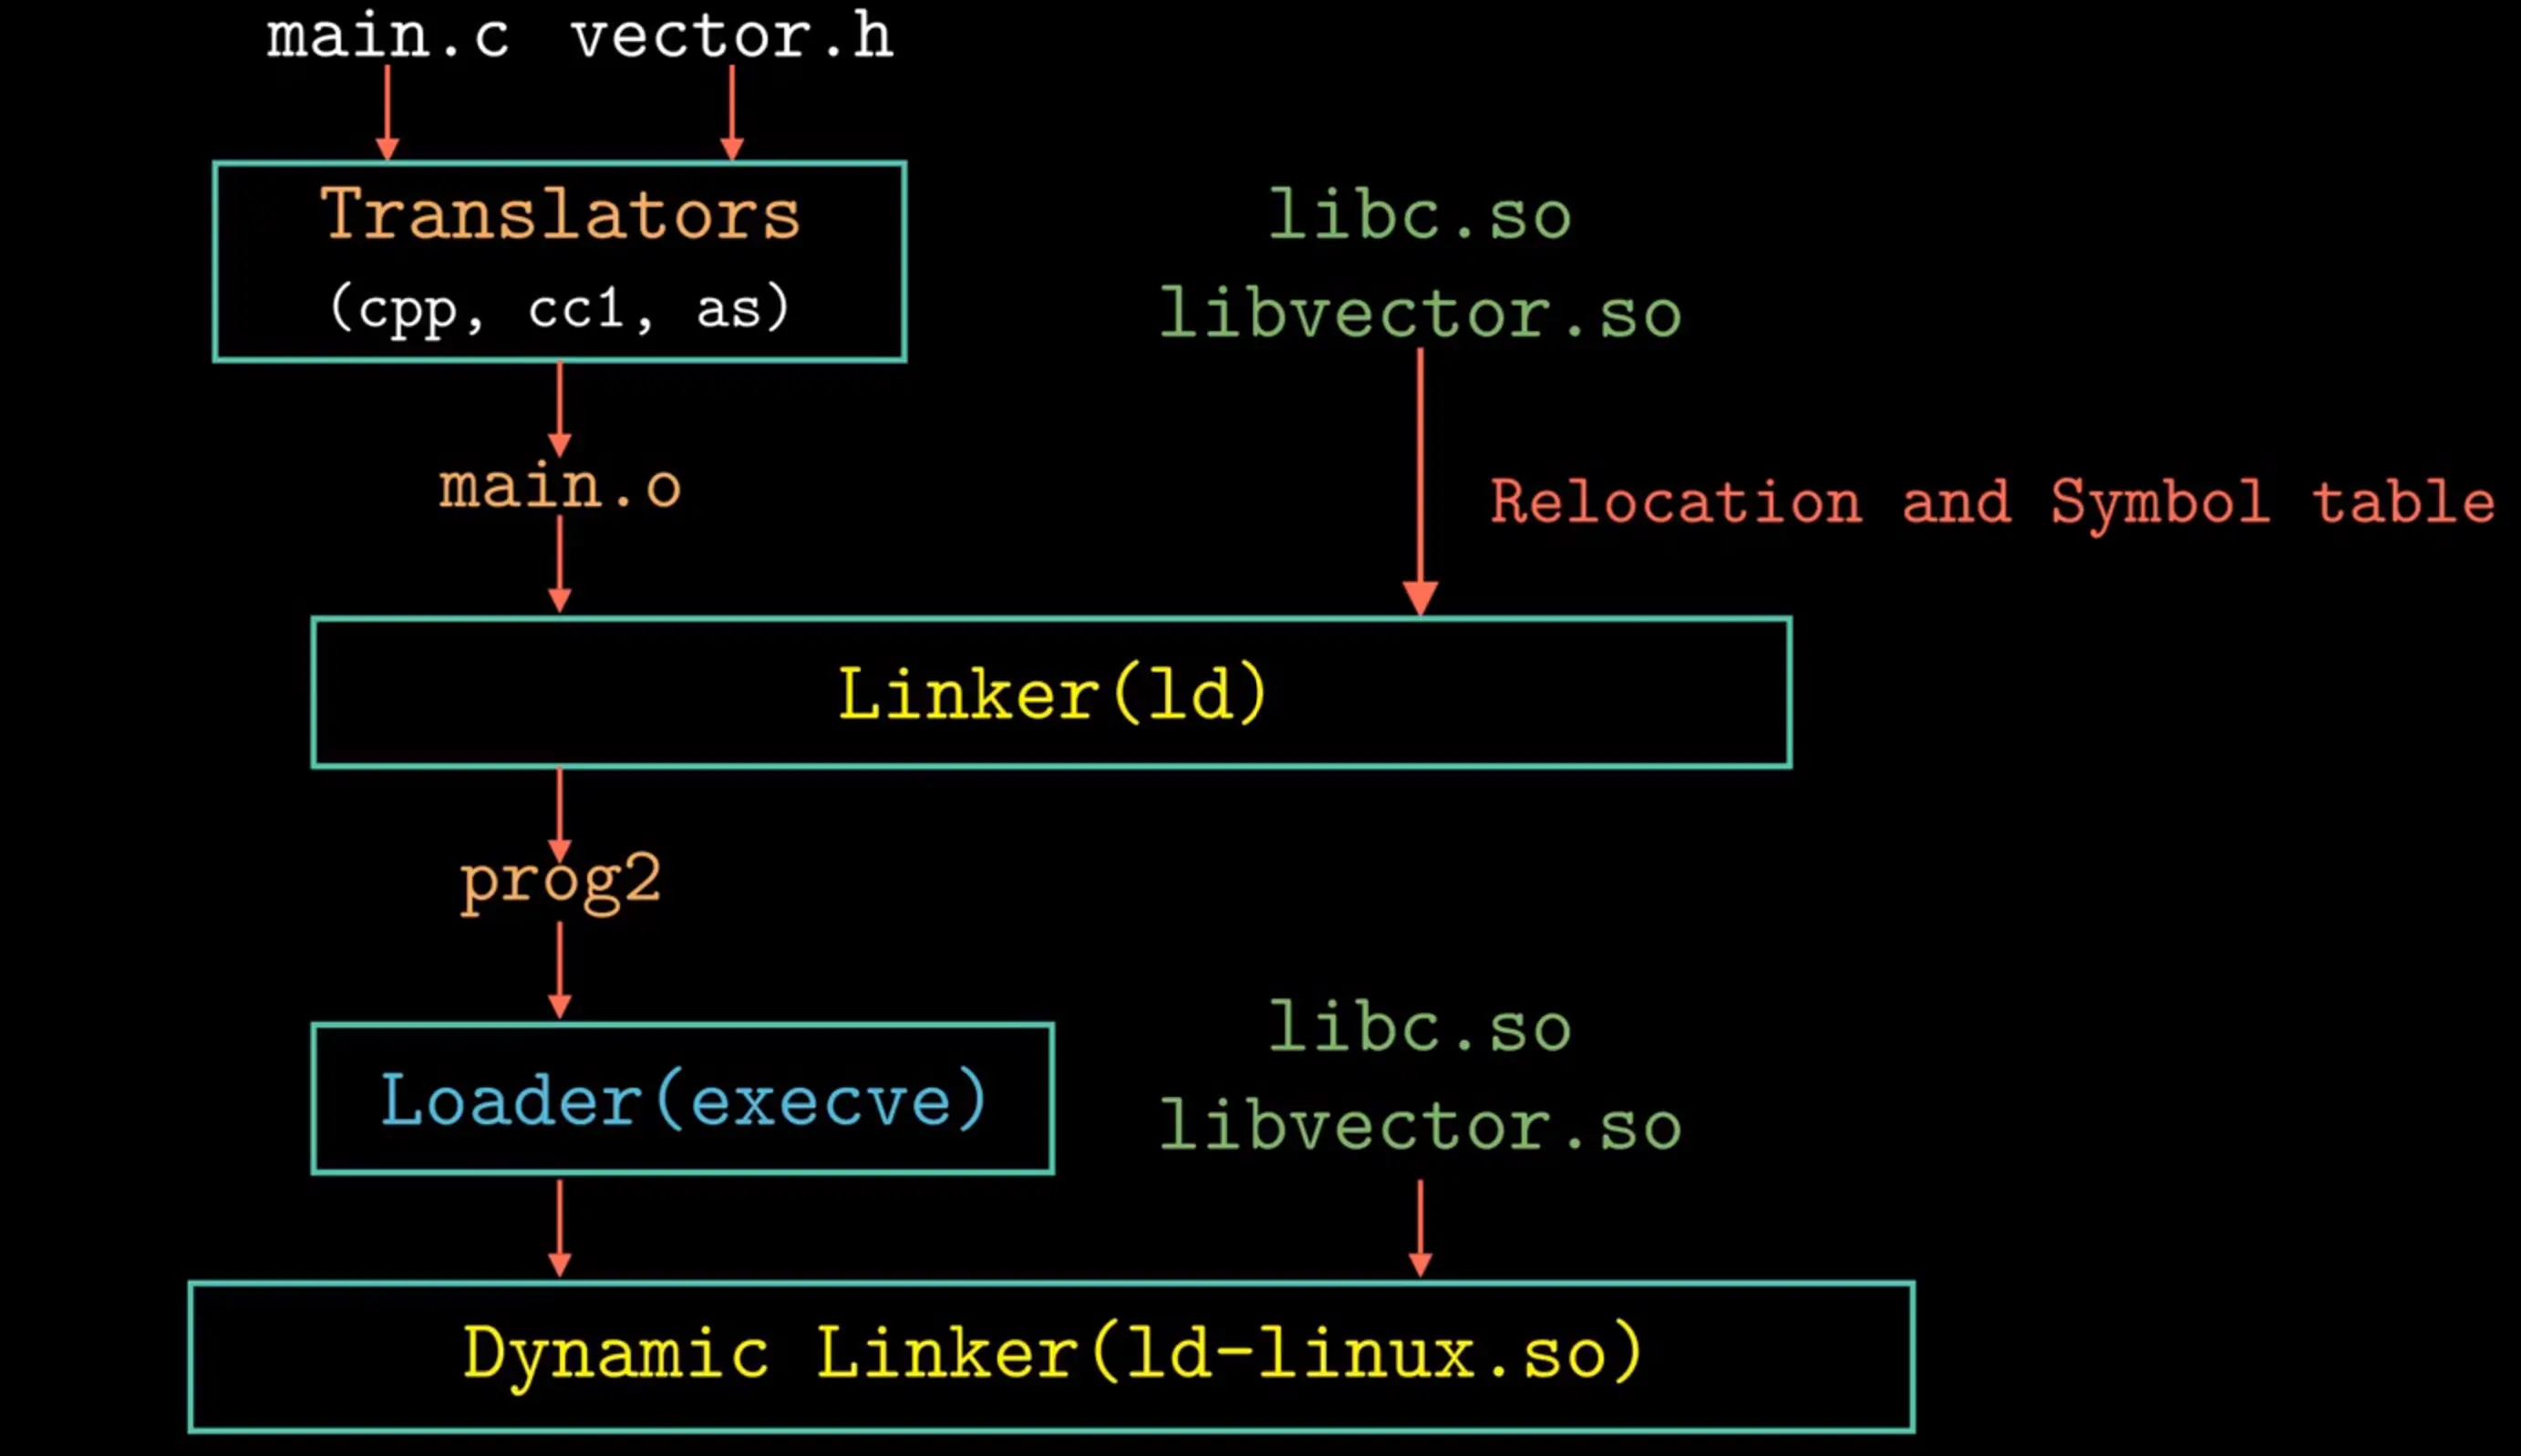 main.c vector.h
Translators
(cpp, cc1, as)
libc.so
libvector.so
main.o
Relocation and Symbol table
Linker(ld)
prog2
Loader(execve)
libc.so
libvector.so
Dynamic Linker(ld-linux.so)